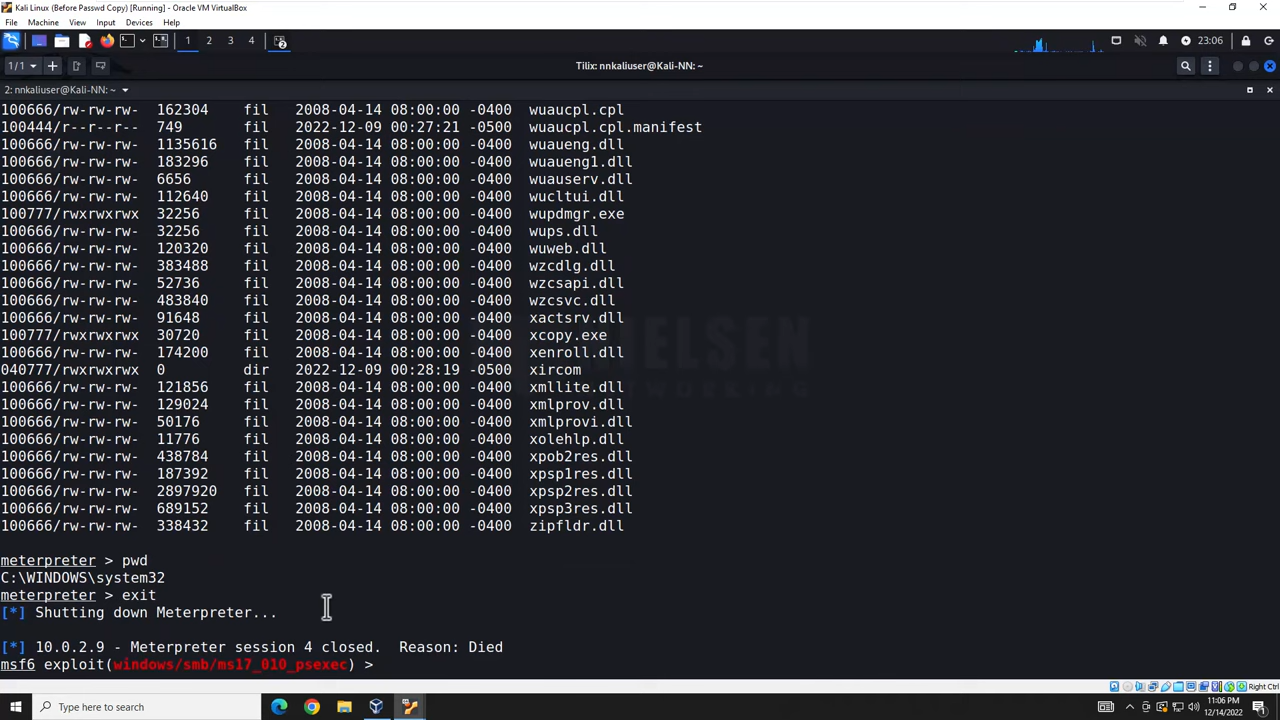 Kali Linux (Before Passwd Copy) [Running] - Oracle VM VirtualBox
File Machine View Input Devices Help
1 2 3 4 2 23:06
1/1 Tilix: nnkaliuser@Kali-NN: ~
2: nnkaliuser@Kali-NN: ~
100666/rw-rw-rw- 162304 fil 2008-04-14 08:00:00 -0400 wuaucpl.cpl
100444/r--r--r-- 749 fil 2022-12-09 00:27:21 -0500 wuaucpl.cpl.manifest
100666/rw-rw-rw- 1135616 fil 2008-04-14 08:00:00 -0400 wuaueng.dll
100666/rw-rw-rw- 183296 fil 2008-04-14 08:00:00 -0400 wuaueng1.dll
100666/rw-rw-rw- 6656 fil 2008-04-14 08:00:00 -0400 wuauserv.dll
100666/rw-rw-rw- 112640 fil 2008-04-14 08:00:00 -0400 wucltui.dll
100777/rwxrwxrwx 32256 fil 2008-04-14 08:00:00 -0400 wupdmgr.exe
100666/rw-rw-rw- 32256 fil 2008-04-14 08:00:00 -0400 wups.dll
100666/rw-rw-rw- 120320 fil 2008-04-14 08:00:00 -0400 wuweb.dll
100666/rw-rw-rw- 383488 fil 2008-04-14 08:00:00 -0400 wzcdlg.dll
100666/rw-rw-rw- 52736 fil 2008-04-14 08:00:00 -0400 wzcsapi.dll
100666/rw-rw-rw- 483840 fil 2008-04-14 08:00:00 -0400 wzcsvc.dll
100666/rw-rw-rw- 91648 fil 2008-04-14 08:00:00 -0400 xactsrv.dll
100777/rwxrwxrwx 30720 fil 2008-04-14 08:00:00 -0400 xcopy.exe
100666/rw-rw-rw- 174200 fil 2008-04-14 08:00:00 -0400 xenroll.dll
040777/rwxrwxrwx 0 dir 2022-12-09 00:28:19 -0500 xircom
100666/rw-rw-rw- 121856 fil 2008-04-14 08:00:00 -0400 xmllite.dll
100666/rw-rw-rw- 129024 fil 2008-04-14 08:00:00 -0400 xmlprov.dll
100666/rw-rw-rw- 50176 fil 2008-04-14 08:00:00 -0400 xmlprovi.dll
100666/rw-rw-rw- 11776 fil 2008-04-14 08:00:00 -0400 xolehlp.dll
100666/rw-rw-rw- 438784 fil 2008-04-14 08:00:00 -0400 xpob2res.dll
100666/rw-rw-rw- 187392 fil 2008-04-14 08:00:00 -0400 xpsp1res.dll
100666/rw-rw-rw- 2897920 fil 2008-04-14 08:00:00 -0400 xpsp2res.dll
100666/rw-rw-rw- 689152 fil 2008-04-14 08:00:00 -0400 xpsp3res.dll
100666/rw-rw-rw- 338432 fil 2008-04-14 08:00:00 -0400 zipfldr.dll
meterpreter > pwd
C:\WINDOWS\system32
meterpreter > exit
[*] Shutting down Meterpreter...
[*] 10.0.2.9 - Meterpreter session 4 closed. Reason: Died
msf6 exploit(windows/smb/ms17_010_psexec) >
Right Ctrl
Type here to search
11:06 PM
12/14/2022
1